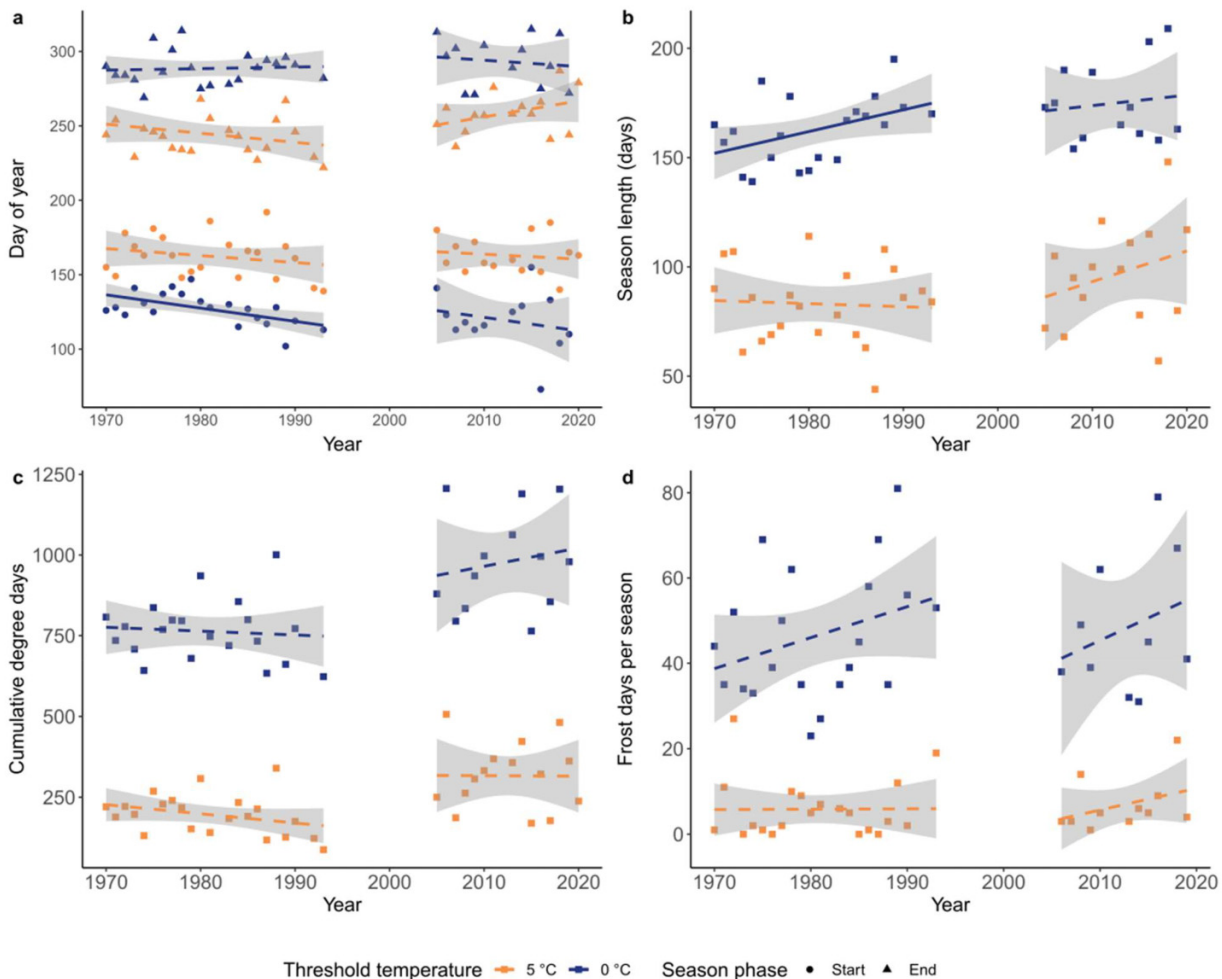 a
300
250
200
150
100
Day of year
1970 1980 1990 2000 2010 2020
Year
b
200
150
100
50
Season length (days)
1970 1980 1990 2000 2010 2020
Year
c
1250
1000
750
500
250
Cumulative degree days
1970 1980 1990 2000 2010 2020
Year
d
80
60
40
20
0
Frost days per season
1970 1980 1990 2000 2010 2020
Year
Threshold temperature 5 °C 0 °C Season phase Start End